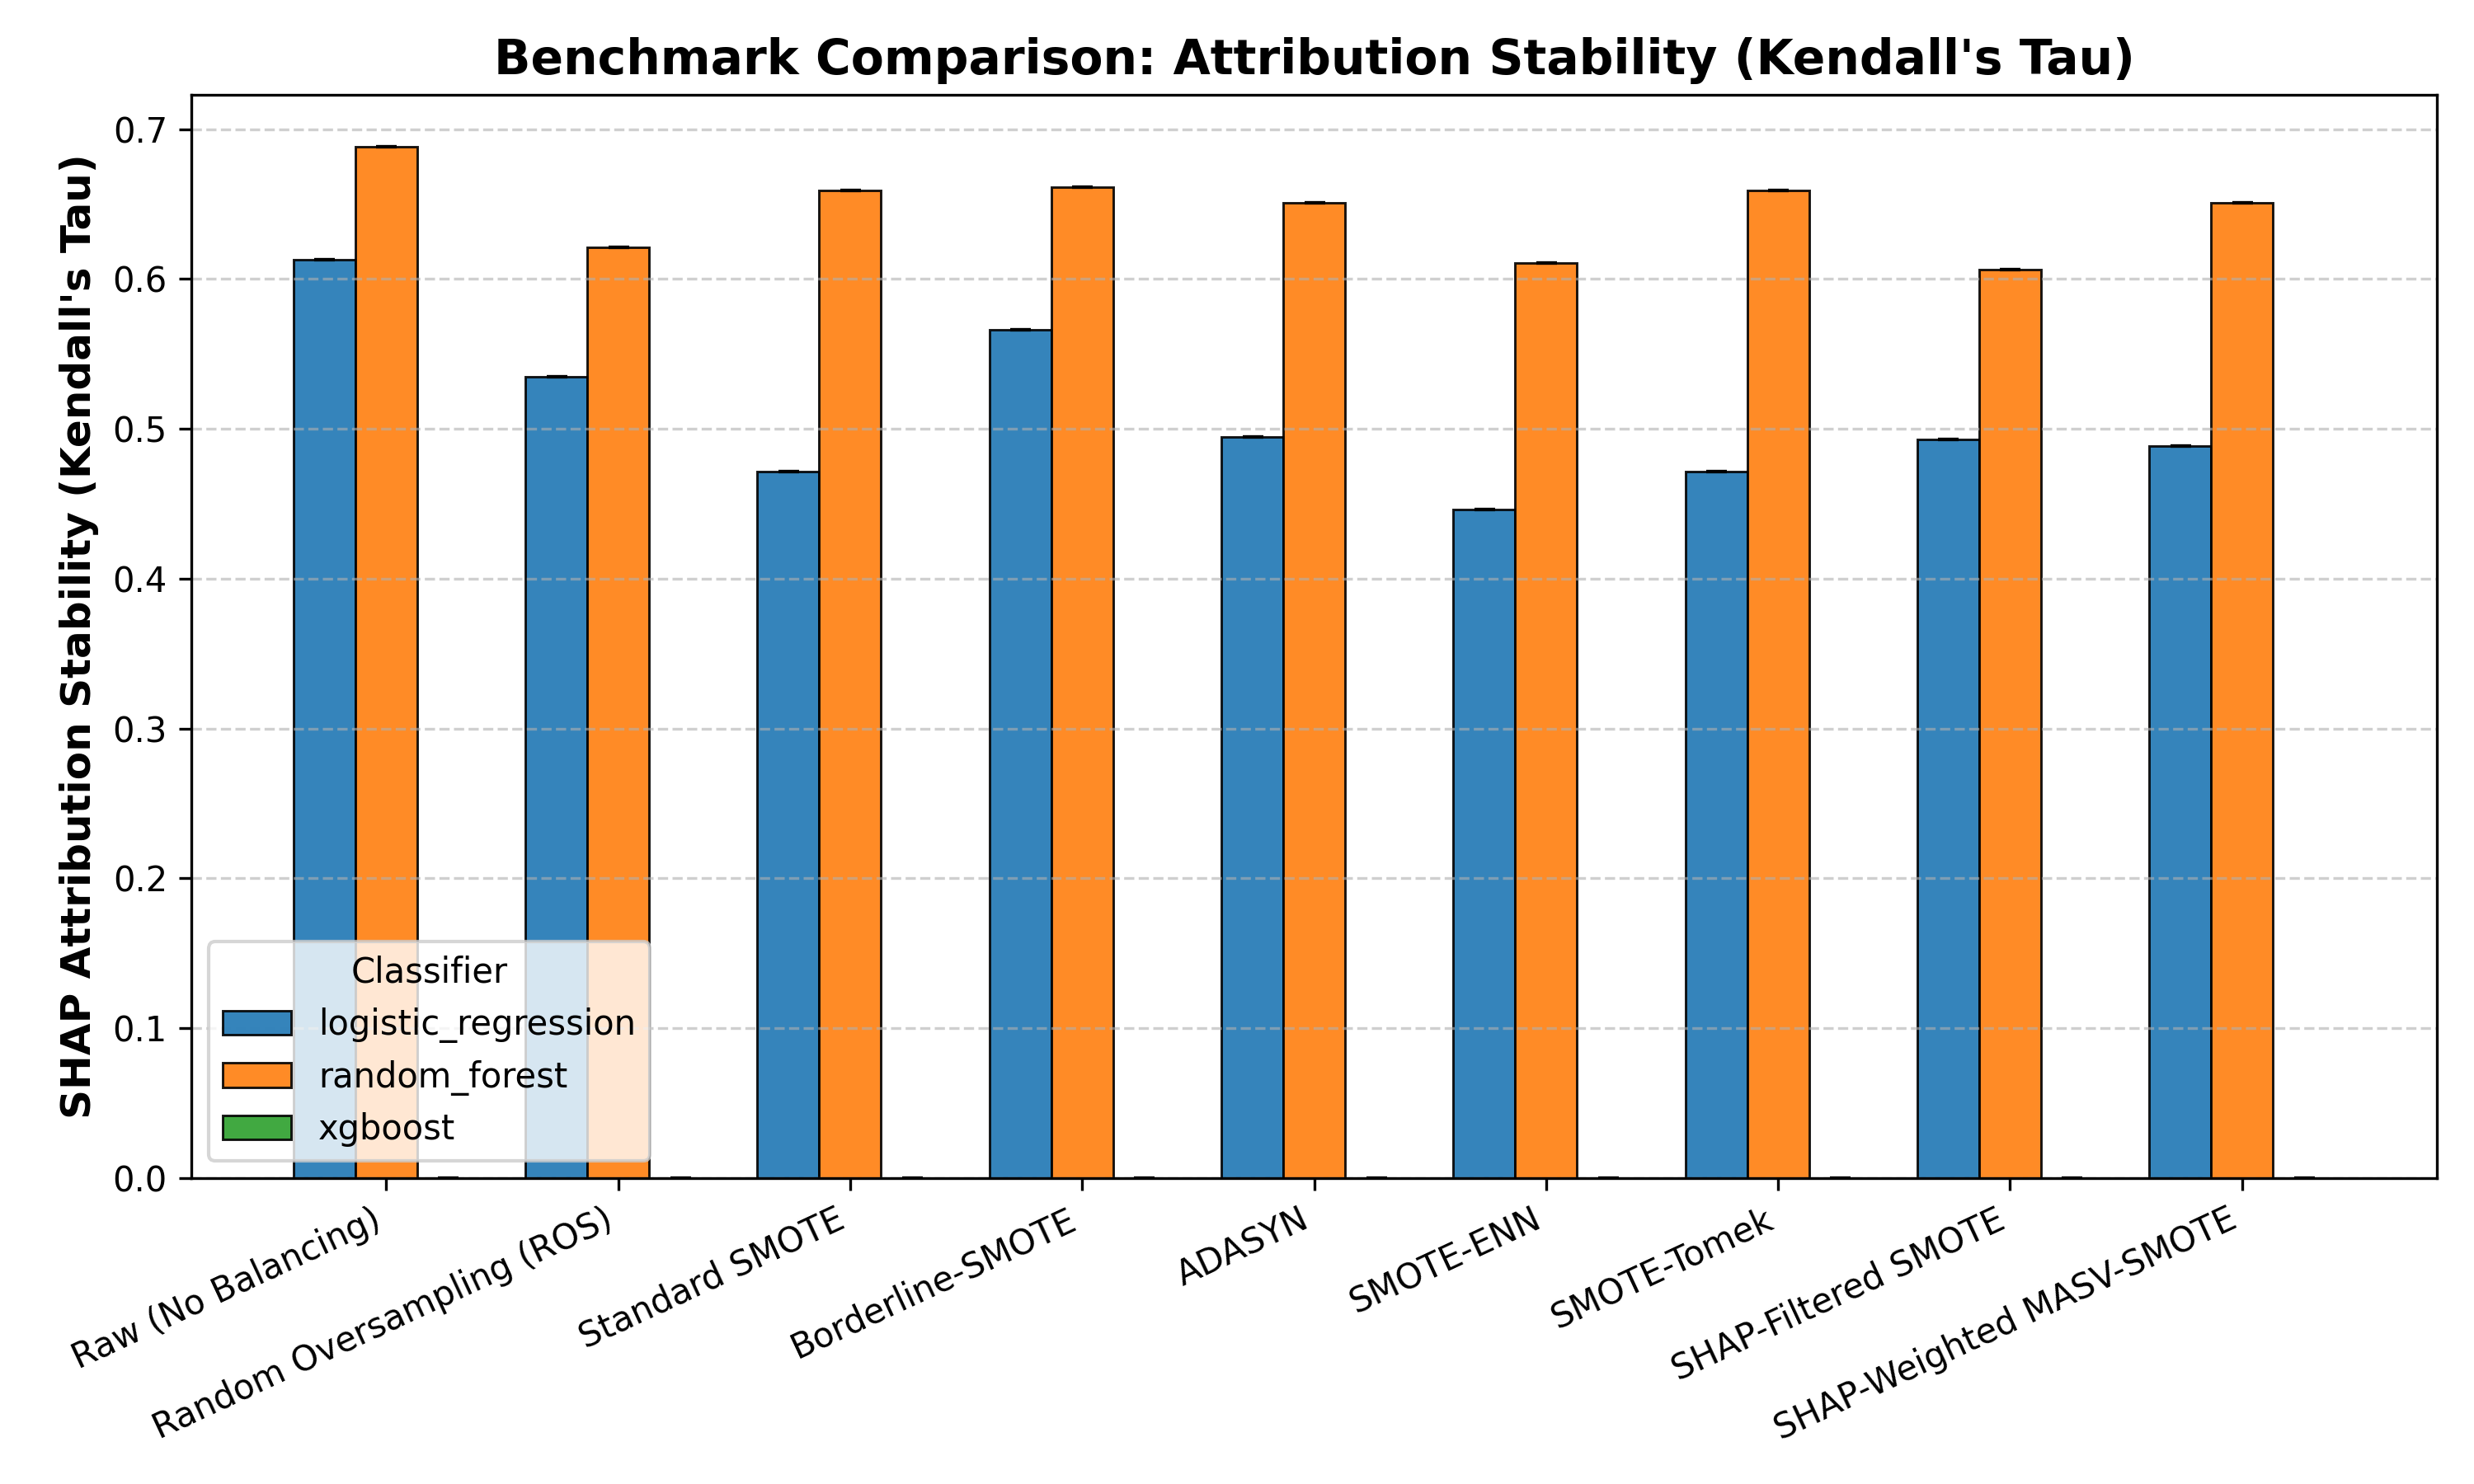 Benchmark Comparison: Attribution Stability (Kendall's Tau)
SHAP Attribution Stability (Kendall's Tau)
0.7
0.6
0.5
0.4
0.3
0.2
0.1
0.0
Classifier
logistic_regression
random_forest
xgboost
Raw (No Balancing)
Random Oversampling (ROS)
Standard SMOTE
Borderline-SMOTE
ADASYN
SMOTE-ENN
SMOTE-Tomek
SHAP-Filtered SMOTE
SHAP-Weighted MASV-SMOTE